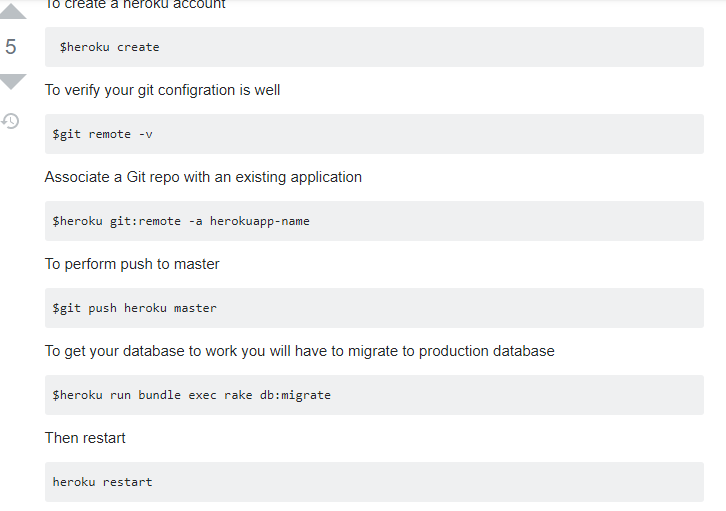 To create a heroku account
5
$heroku create
To verify your git configration is well
$git remote -v
Associate a Git repo with an existing application
$heroku git:remote -a herokuapp-name
To perform push to master
$git push heroku master
To get your database to work you will have to migrate to production database
$heroku run bundle exec rake db:migrate
Then restart
heroku restart